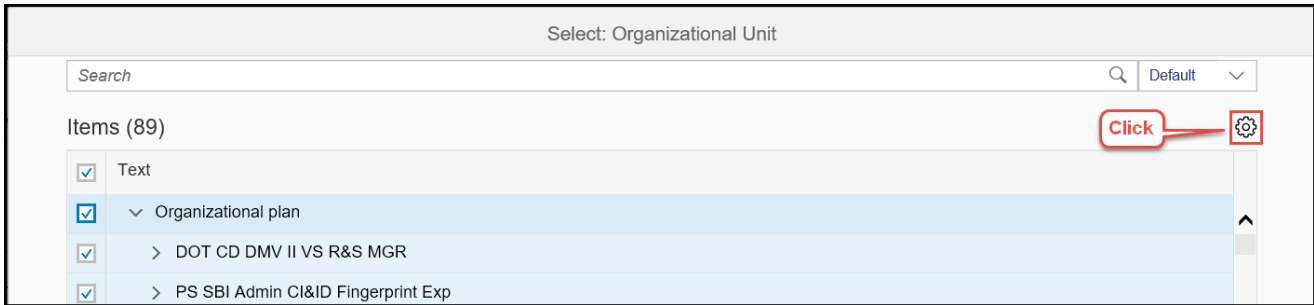 Select: Organizational Unit
Search Default
Items (89)
Click
Text
Organizational plan
DOT CD DMV II VS R&S MGR
PS SBI Admin CI&ID Fingerprint Exp